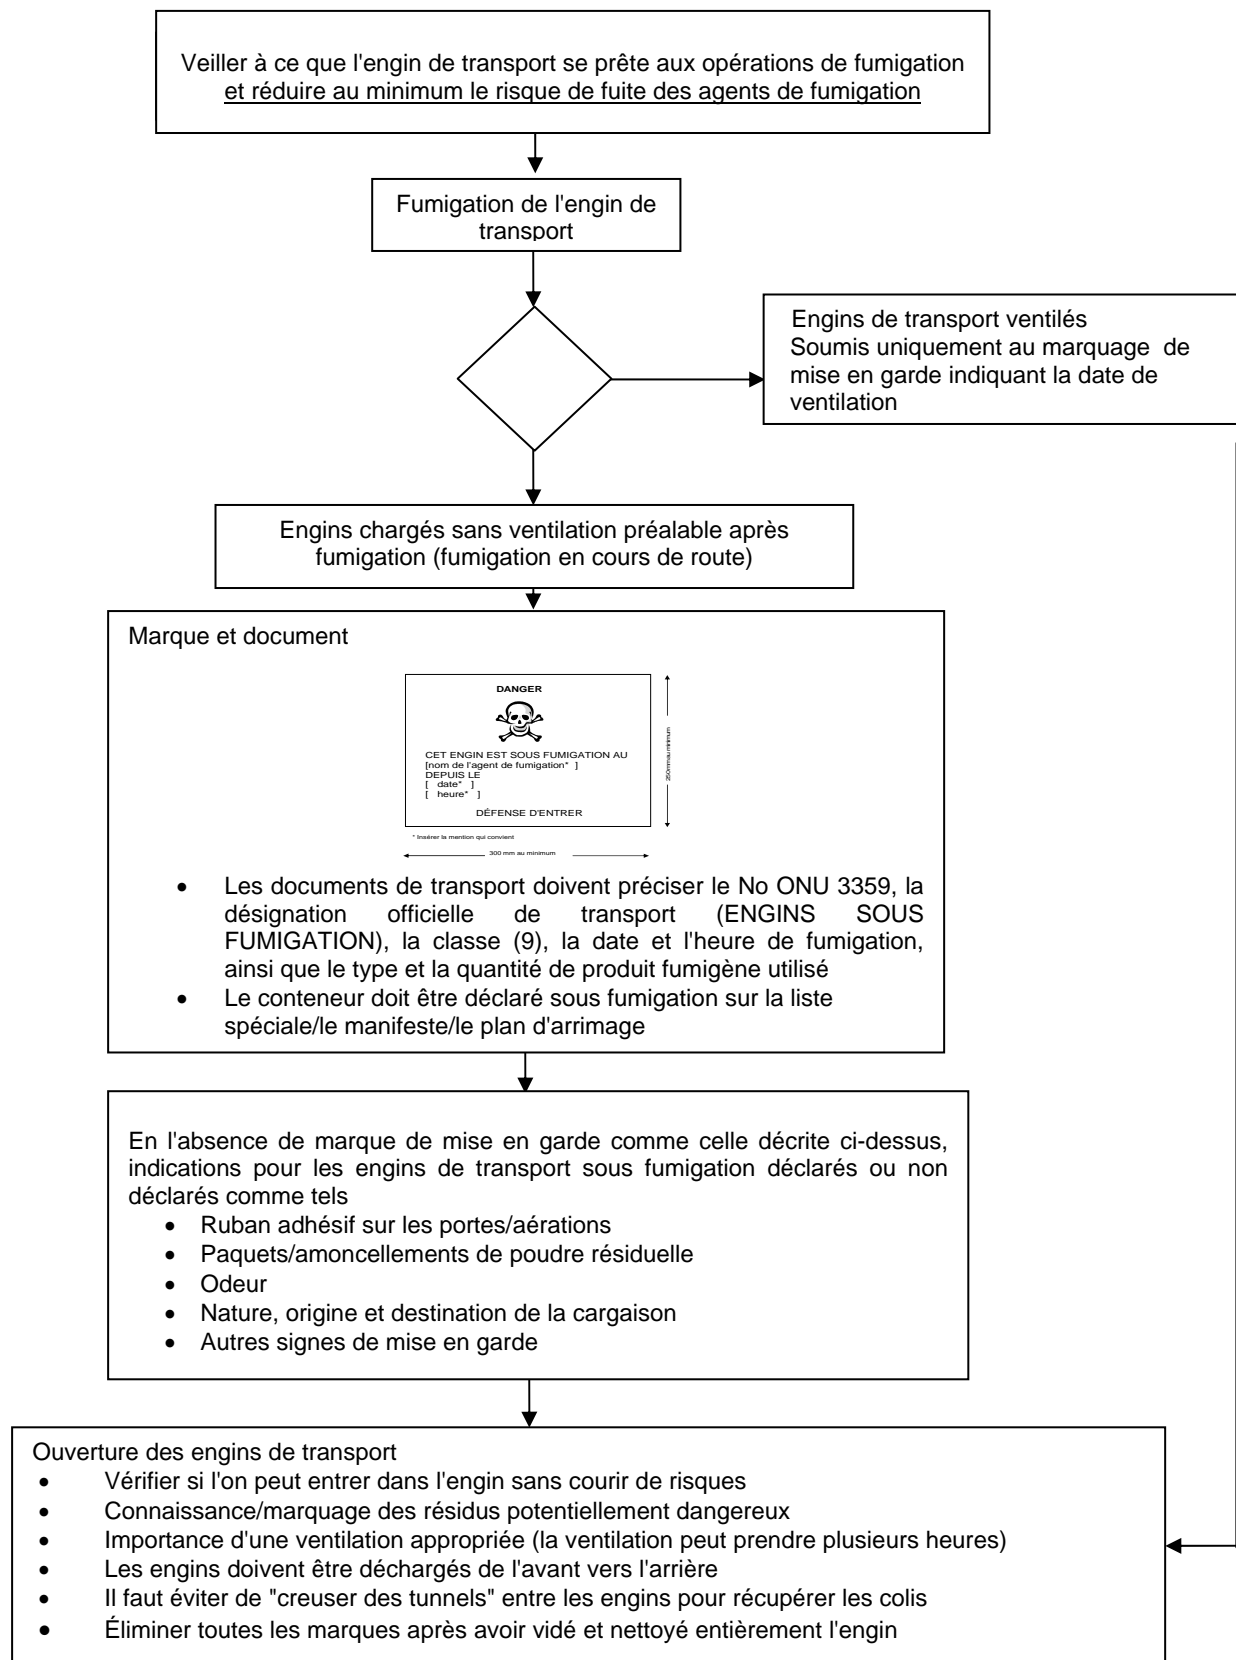 Veiller à ce que l'engin de transport se prête aux opérations de fumigation
et réduire au minimum le risque de fuite des agents de fumigation
Fumigation de l'engin de
transport
Engins de transport ventilés
Soumis uniquement au marquage de
mise en garde indiquant la date de
ventilation
Engins chargés sans ventilation préalable après
fumigation (fumigation en cours de route)
Marque et document
DANGER
CET ENGIN EST SOUS FUMIGATION AU
[nom de l'agent de fumigation* ]
DEPUIS LE
[ date* ]
[ heure* ]
DÉFENSE D'ENTRER
250mm au minimum
* Insérer la mention qui convient
300 mm au minimum
• Les documents de transport doivent préciser le No ONU 3359, la
désignation officielle de transport (ENGINS SOUS
FUMIGATION), la classe (9), la date et l'heure de fumigation,
ainsi que le type et la quantité de produit fumigène utilisé
• Le conteneur doit être déclaré sous fumigation sur la liste
spéciale/le manifeste/le plan d'arrimage
En l'absence de marque de mise en garde comme celle décrite ci-dessus,
indications pour les engins de transport sous fumigation déclarés ou non
déclarés comme tels
• Ruban adhésif sur les portes/aérations
• Paquets/amoncellements de poudre résiduelle
• Odeur
• Nature, origine et destination de la cargaison
• Autres signes de mise en garde
Ouverture des engins de transport
• Vérifier si l'on peut entrer dans l'engin sans courir de risques
• Connaissance/marquage des résidus potentiellement dangereux
• Importance d'une ventilation appropriée (la ventilation peut prendre plusieurs heures)
• Les engins doivent être déchargés de l'avant vers l'arrière
• Il faut éviter de "creuser des tunnels" entre les engins pour récupérer les colis
• Éliminer toutes les marques après avoir vidé et nettoyé entièrement l'engin